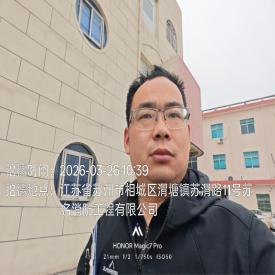 拍摄时间：2026-03-26 10:39
拍摄地点：江苏省苏州市相城区渭塘镇苏渭路11号苏
名消防工程有限公司
HONOR Magic7 Pro
21mm f/2 1/760s ISO50